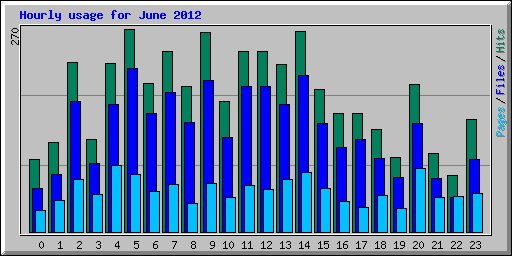 Hourly usage for June 2012
270
Pages / Files / Hits
0 1 2 3 4 5 6 7 8 9 10 11 12 13 14 15 16 17 18 19 20 21 22 23